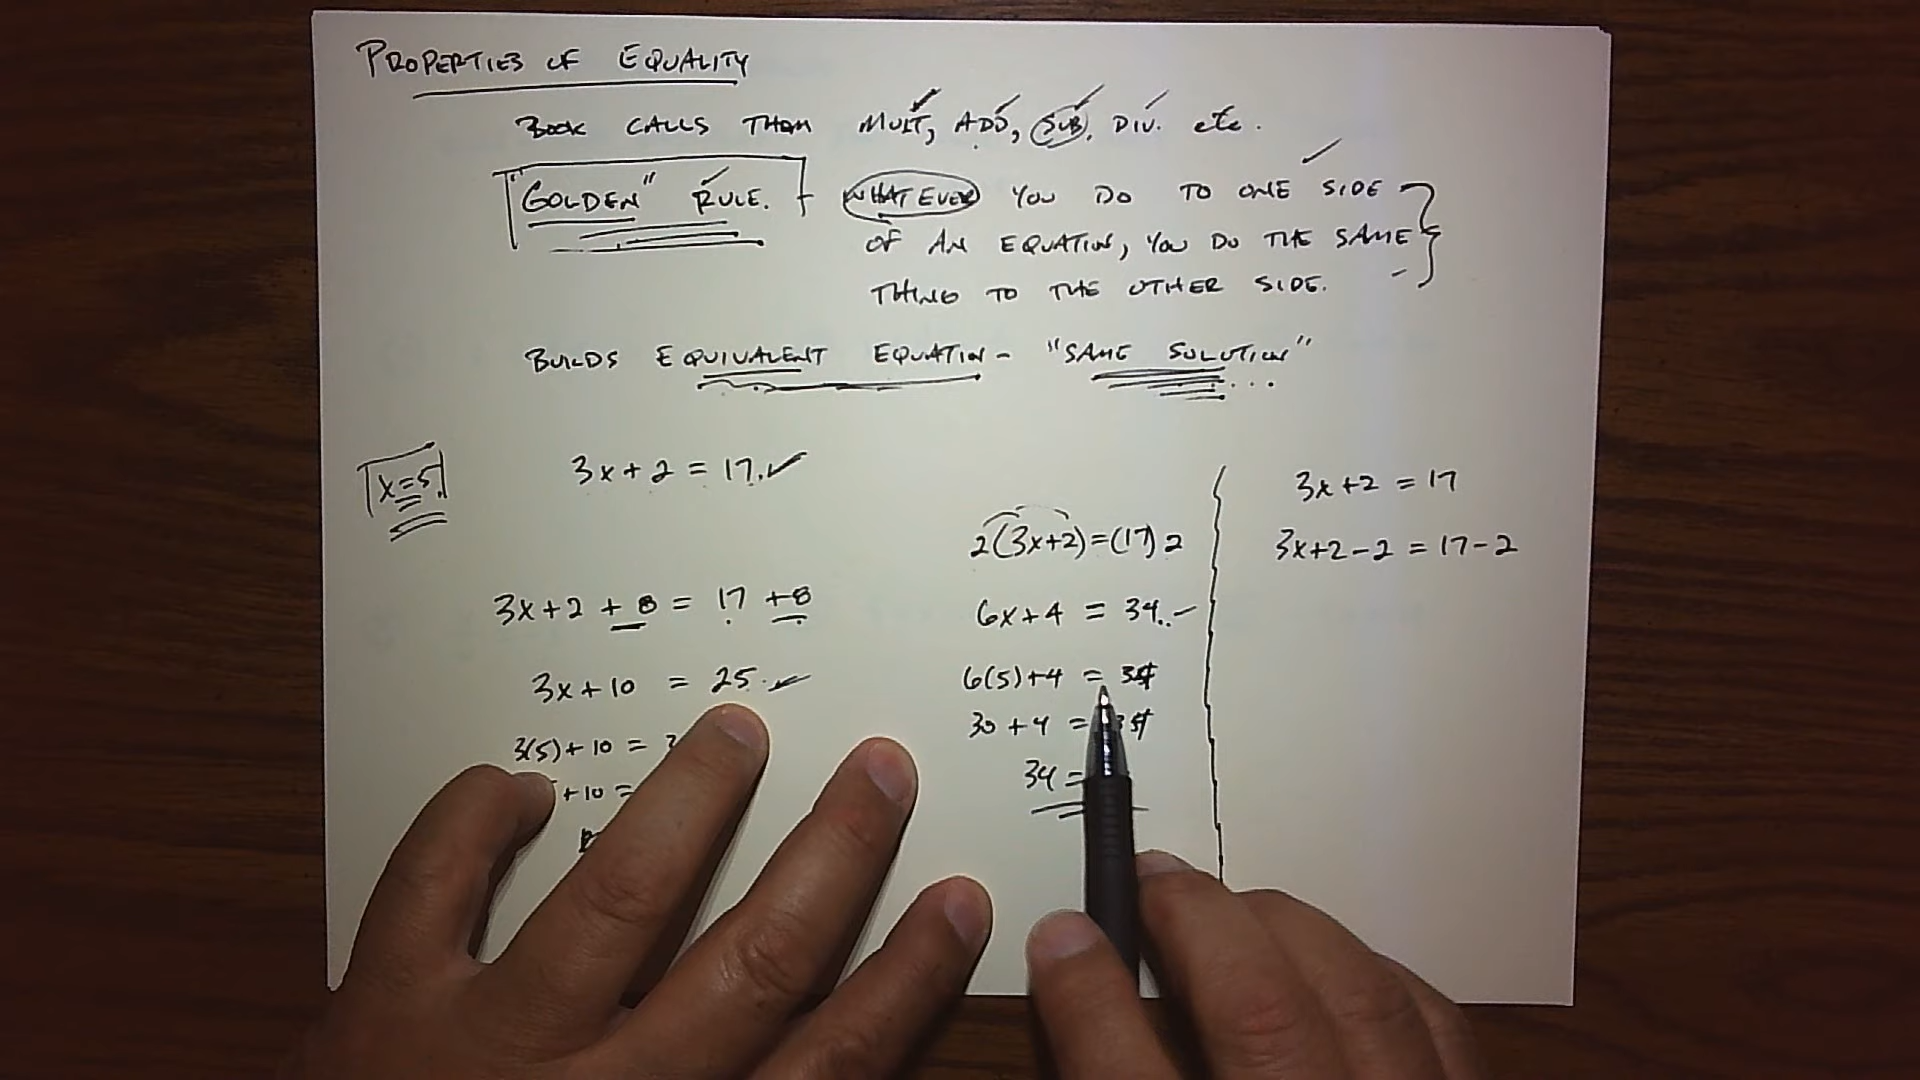 PROPERTIES OF EQUALITY
BOOK CALLS THEM MULT, ADD, SUB, DIV. etc.
"GOLDEN" RULE. - WHATEVER YOU DO TO ONE SIDE
OF AN EQUATION, YOU DO THE SAME
THING TO THE OTHER SIDE.
BUILDS EQUIVALENT EQUATION - "SAME SOLUTION" ...
x=5.
3x+2 = 17.
3x+2 +8 = 17 +8
3x+10 = 25.
3(5)+10 =
+10 =
2(3x+2)=(17)2
6x+4 = 34..
6(5)+4 = 34
30+4 = 34
34 =
3x+2 = 17
3x+2-2 = 17-2